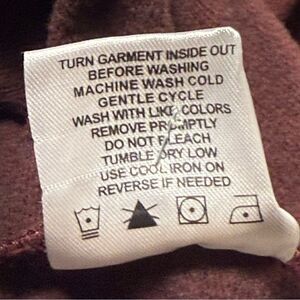 TURN GARMENT INSIDE OUT
BEFORE WASHING
MACHINE WASH COLD
GENTLE CYCLE
WASH WITH LIKE COLORS
REMOVE PROMPTLY
DO NOT BLEACH
TUMBLE DRY LOW
USE COOL IRON ON
REVERSE IF NEEDED